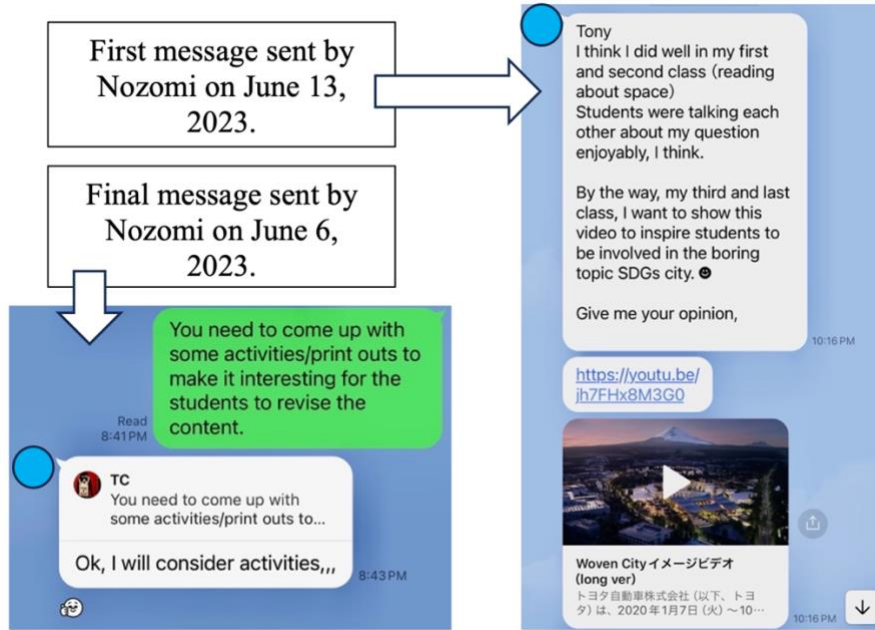 First message sent by
Nozomi on June 13,
2023.
Final message sent by
Nozomi on June 6,
2023.
You need to come up with
some activities/print outs to
make it interesting for the
students to revise the
content.
Read
8:41 PM
TC
You need to come up with
some activities/print outs to...
Ok, I will consider activities,,,
8:43 PM
Tony
I think I did well in my first
and second class (reading
about space)
Students were talking each
other about my question
enjoyably, I think.
By the way, my third and last
class, I want to show this
video to inspire students to
be involved in the boring
topic SDGs city. ☻
Give me your opinion,
10:16 PM
https://youtu.be/
jh7FHx8M3G0
Woven City イメージビデオ
(long ver)
トヨタ自動車株式会社 (以下、トヨ
タ) は、2020年1月7日 (火) ~10…
10:16 PM